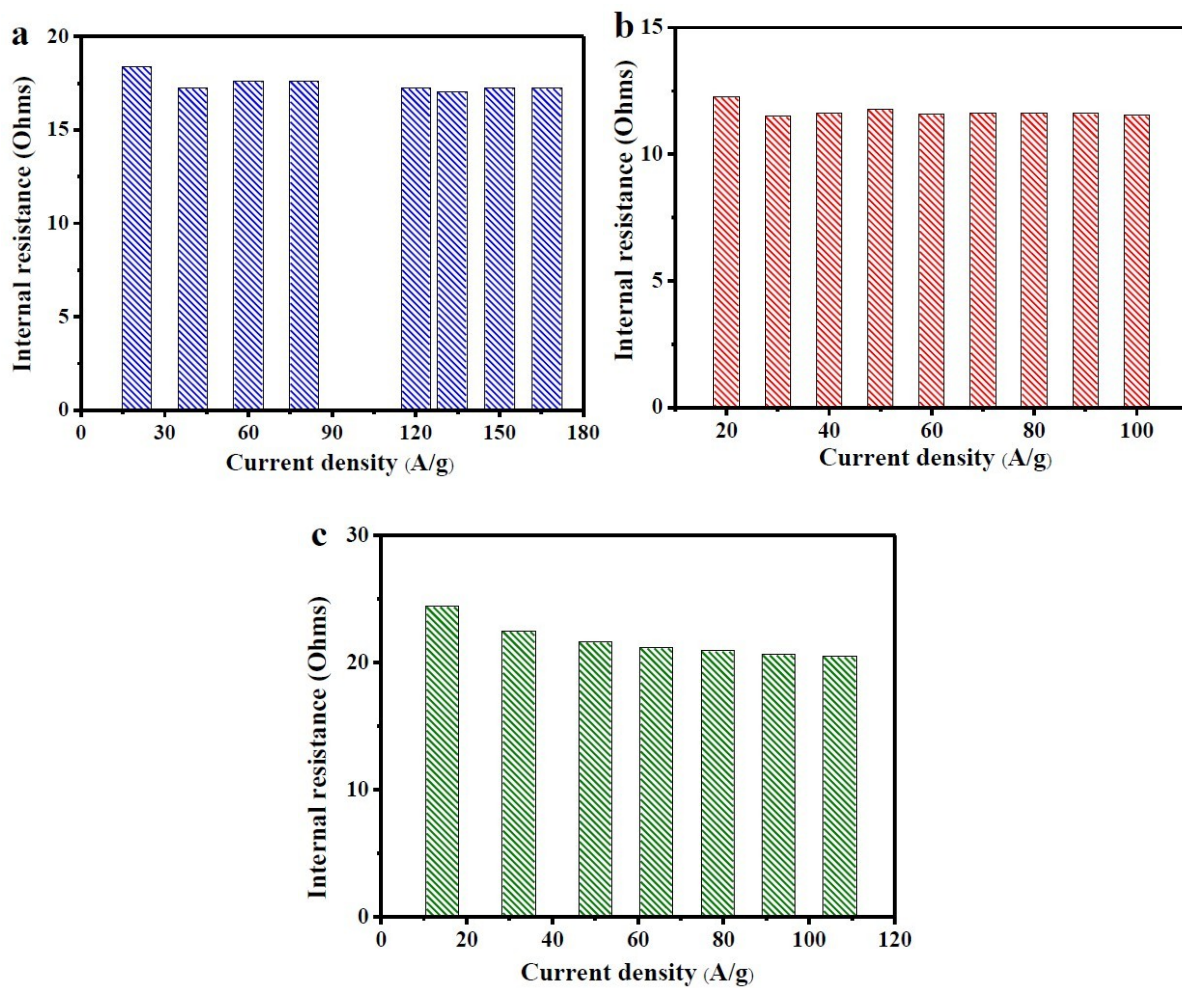 a
20
15
10
5
0
0 30 60 90 120 150 180
Internal resistance (Ohms)
Current density (A/g)
b
15
10
5
0
20 40 60 80 100
Internal resistance (Ohms)
Current density (A/g)
c
30
20
10
0
0 20 40 60 80 100 120
Internal resistance (Ohms)
Current density (A/g)